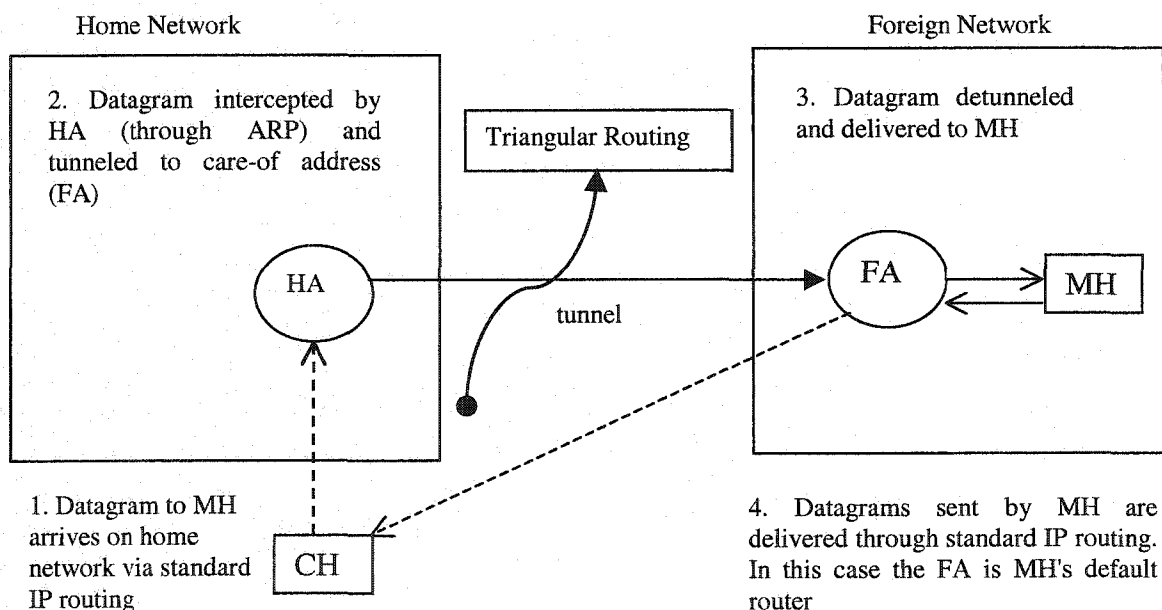 Home Network
Foreign Network
2. Datagram intercepted by
HA (through ARP) and
tunneled to care-of address
(FA)
Triangular Routing
3. Datagram detunneled
and delivered to MH
HA
tunnel
FA
MH
1. Datagram to MH
arrives on home
network via standard
IP routing
CH
4. Datagrams sent by MH are
delivered through standard IP routing.
In this case the FA is MH's default
router